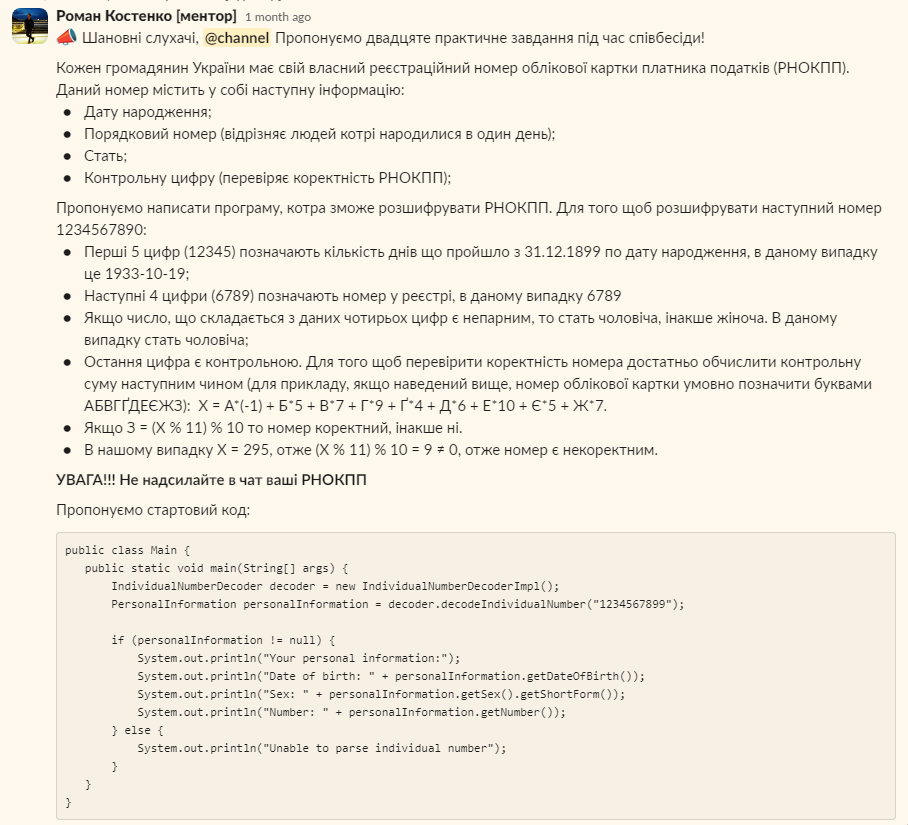 Роман Костенко [ментор] 1 month ago
Шановні слухачі, @channel Пропонуємо двадцяте практичне завдання під час співбесіди!
Кожен громадянин України має свій власний реєстраційний номер облікової картки платника податків (РНОКПП).
Даний номер містить у собі наступну інформацію:
● Дату народження;
● Порядковий номер (відрізняє людей котрі народилися в один день);
● Стать;
● Контрольну цифру (перевіряє коректність РНОКПП);
Пропонуємо написати програму, котра зможе розшифрувати РНОКПП. Для того щоб розшифрувати наступний номер
1234567890:
● Перші 5 цифр (12345) позначають кількість днів що пройшло з 31.12.1899 по дату народження, в даному випадку
це 1933-10-19;
● Наступні 4 цифри (6789) позначають номер у реєстрі, в даному випадку 6789
● Якщо число, що складається з даних чотирьох цифр є непарним, то стать чоловіча, інакше жіноча. В даному
випадку стать чоловіча;
● Остання цифра є контрольною. Для того щоб перевірити коректність номера достатньо обчислити контрольну
суму наступним чином (для прикладу, якщо наведений вище, номер облікової картки умовно позначити буквами
АБВГҐДЕЄЖЗ): X = А*(-1) + Б*5 + В*7 + Г*9 + Ґ*4 + Д*6 + Е*10 + Є*5 + Ж*7.
● Якщо З = (X % 11) % 10 то номер коректний, інакше ні.
● В нашому випадку X = 295, отже (X % 11) % 10 = 9 ≠ 0, отже номер є некоректним.
УВАГА!!! Не надсилайте в чат ваші РНОКПП
Пропонуємо стартовий код:
public class Main {
public static void main(String[] args) {
IndividualNumberDecoder decoder = new IndividualNumberDecoderImpl();
PersonalInformation personalInformation = decoder.decodeIndividualNumber("1234567899");
if (personalInformation != null) {
System.out.println("Your personal information:");
System.out.println("Date of birth: " + personalInformation.getDateOfBirth());
System.out.println("Sex: " + personalInformation.getSex().getShortForm());
System.out.println("Number: " + personalInformation.getNumber());
} else {
System.out.println("Unable to parse individual number");
}
}
}